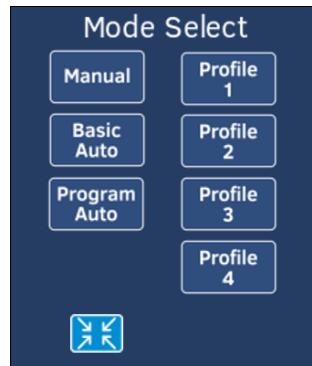 Mode Select
Manual
Basic
Auto
Program
Auto
Profile
1
Profile
2
Profile
3
Profile
4